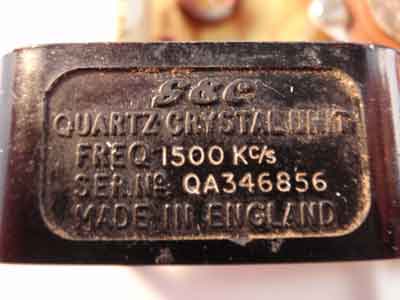 G&C
QUARTZ CRYSTAL UNIT
FREQ 1500 Kc/s
SER.No. QA346856
MADE IN ENGLAND